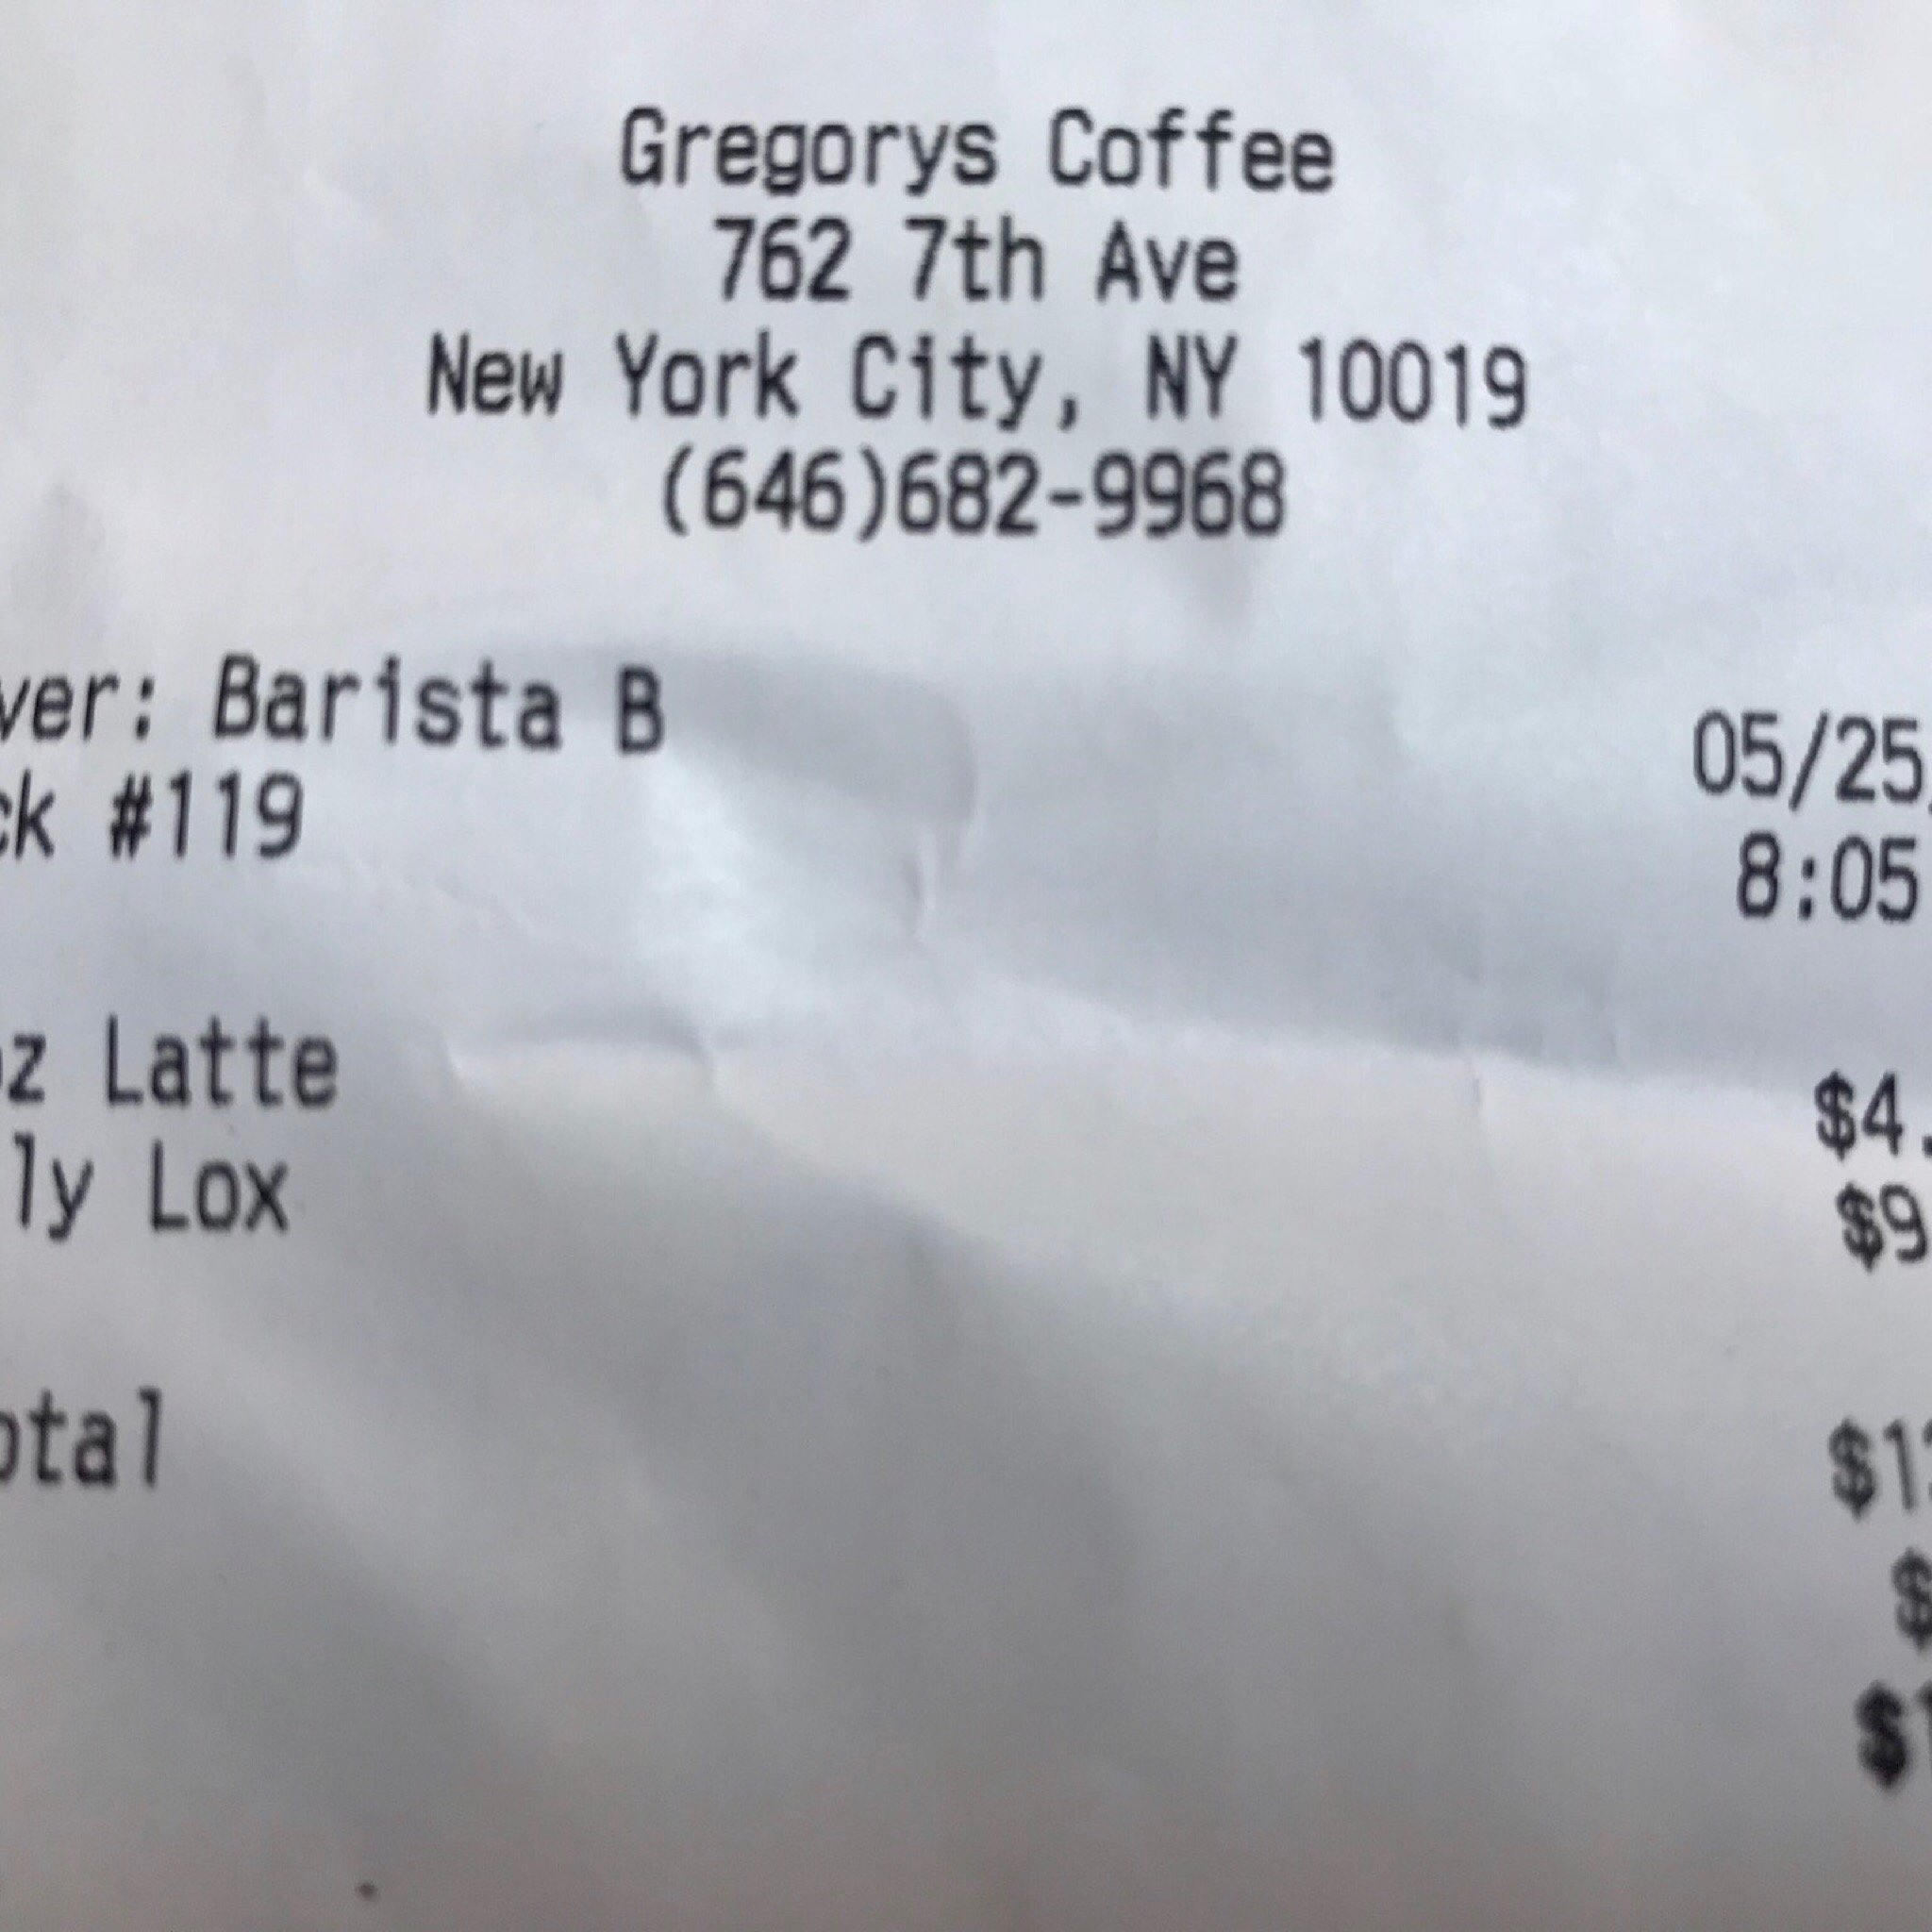 Gregorys Coffee
762 7th Ave
New York City, NY 10019
(646)682-9968
ver: Barista B 05/25
ck #119 8:05
z Latte $4.
ly Lox $9
otal $1
$
$1